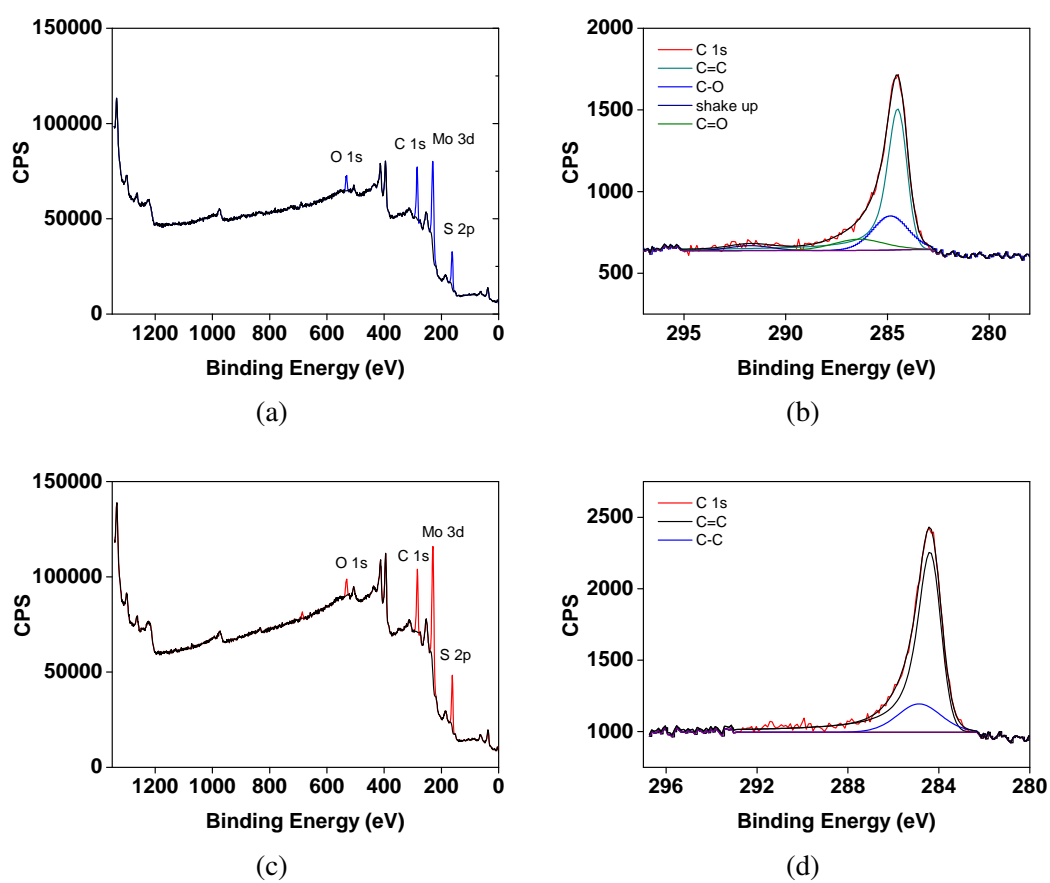 150000
100000
50000
0
CPS
O 1s
C 1s
Mo 3d
S 2p
1200 1000 800 600 400 200 0
Binding Energy (eV)
(a)
2000
1500
1000
500
CPS
C 1s
C=C
C-O
shake up
C=O
295 290 285 280
Binding Energy (eV)
(b)
150000
100000
50000
0
CPS
O 1s
C 1s
Mo 3d
S 2p
1200 1000 800 600 400 200 0
Binding Energy (eV)
(c)
2500
2000
1500
1000
CPS
C 1s
C=C
C-C
296 292 288 284 280
Binding Energy (eV)
(d)